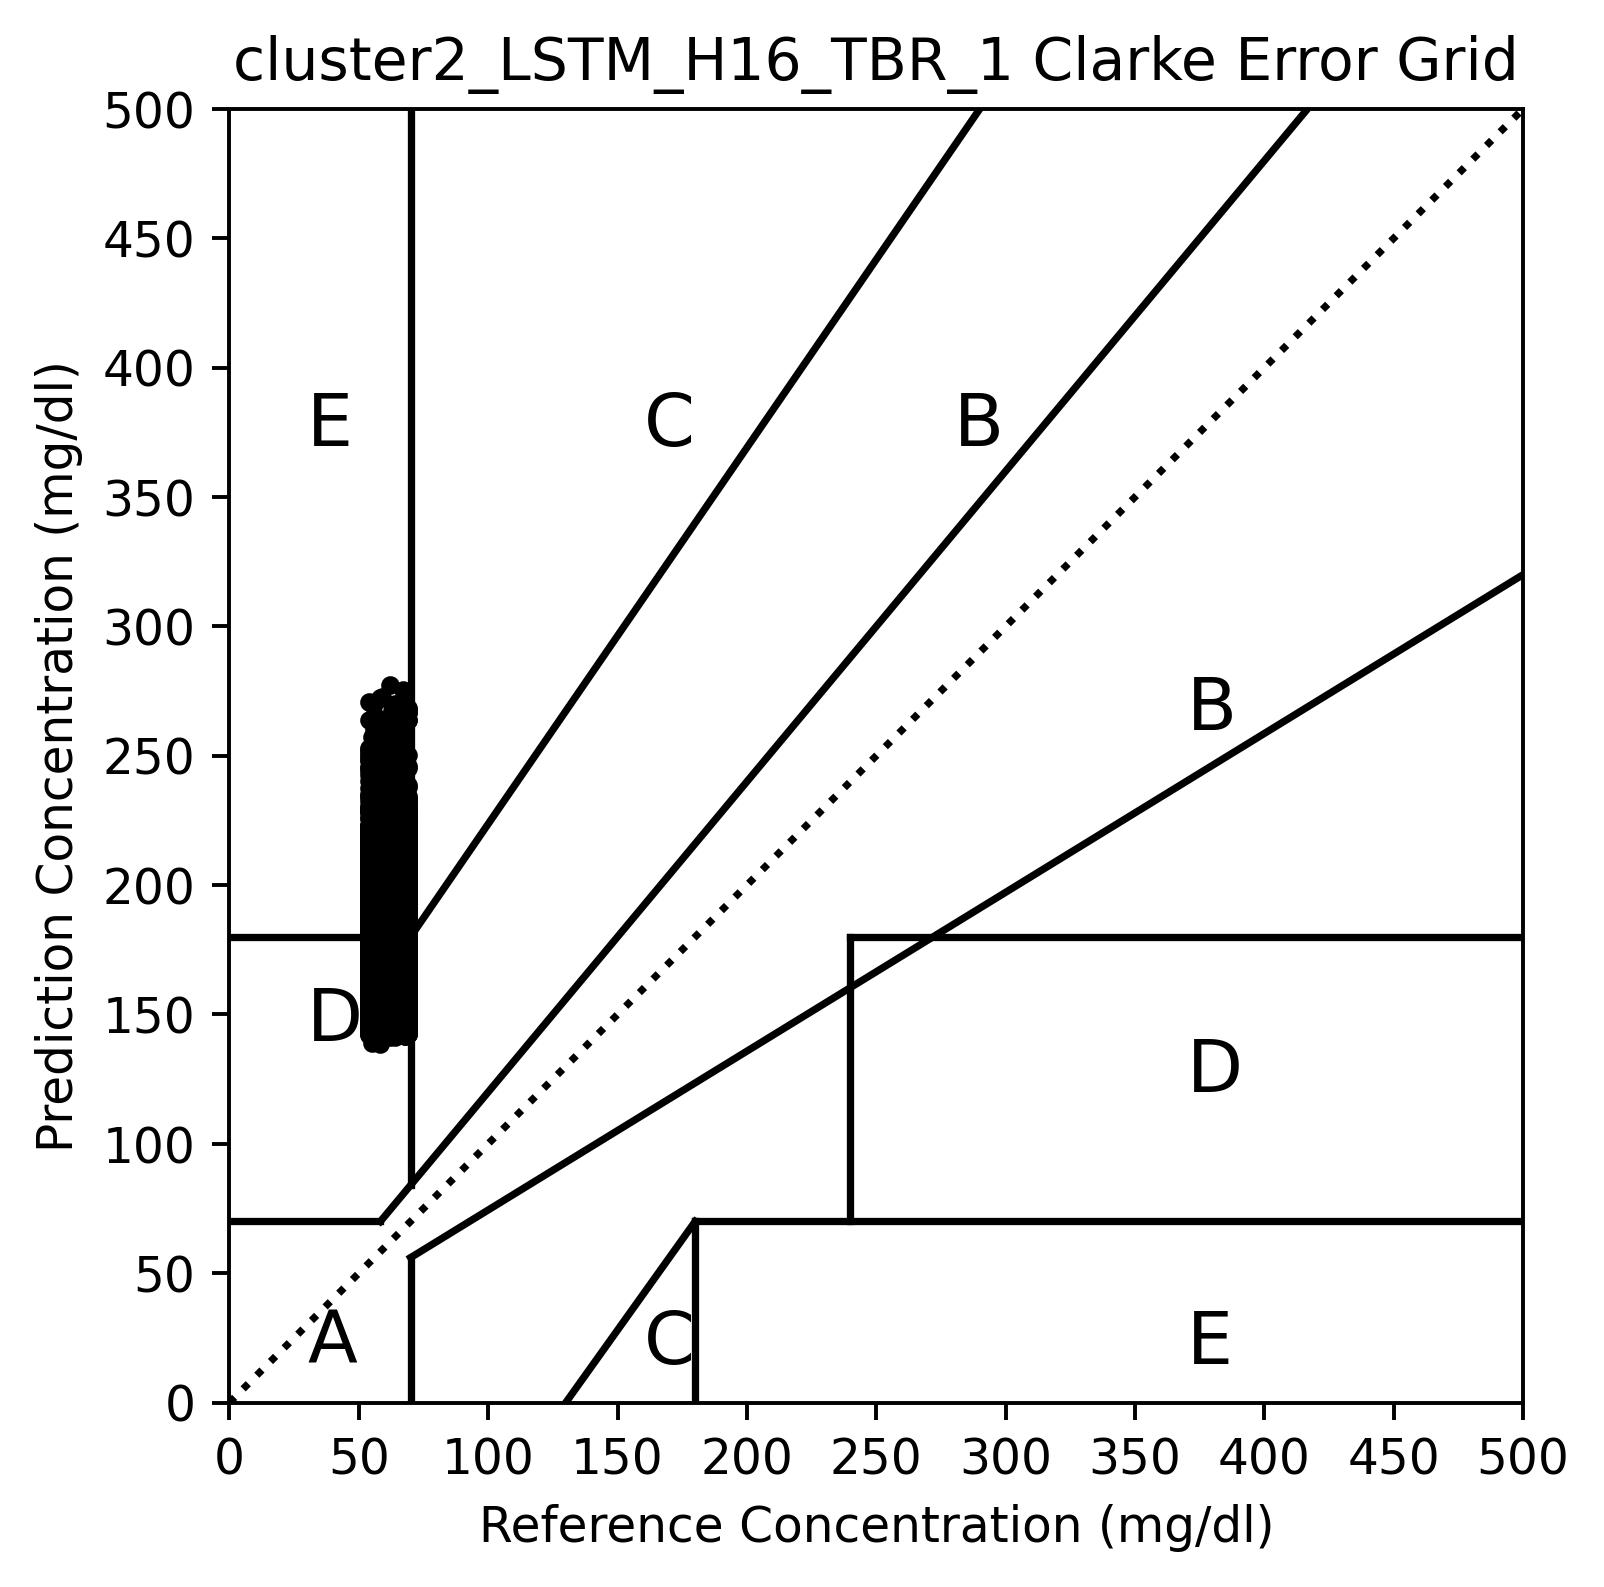 cluster2_LSTM_H16_TBR_1 Clarke Error Grid
Prediction Concentration (mg/dl)
500
450
400
350
300
250
200
150
100
50
0
E
C
B
B
D
D
A
C
E
0 50 100 150 200 250 300 350 400 450 500
Reference Concentration (mg/dl)